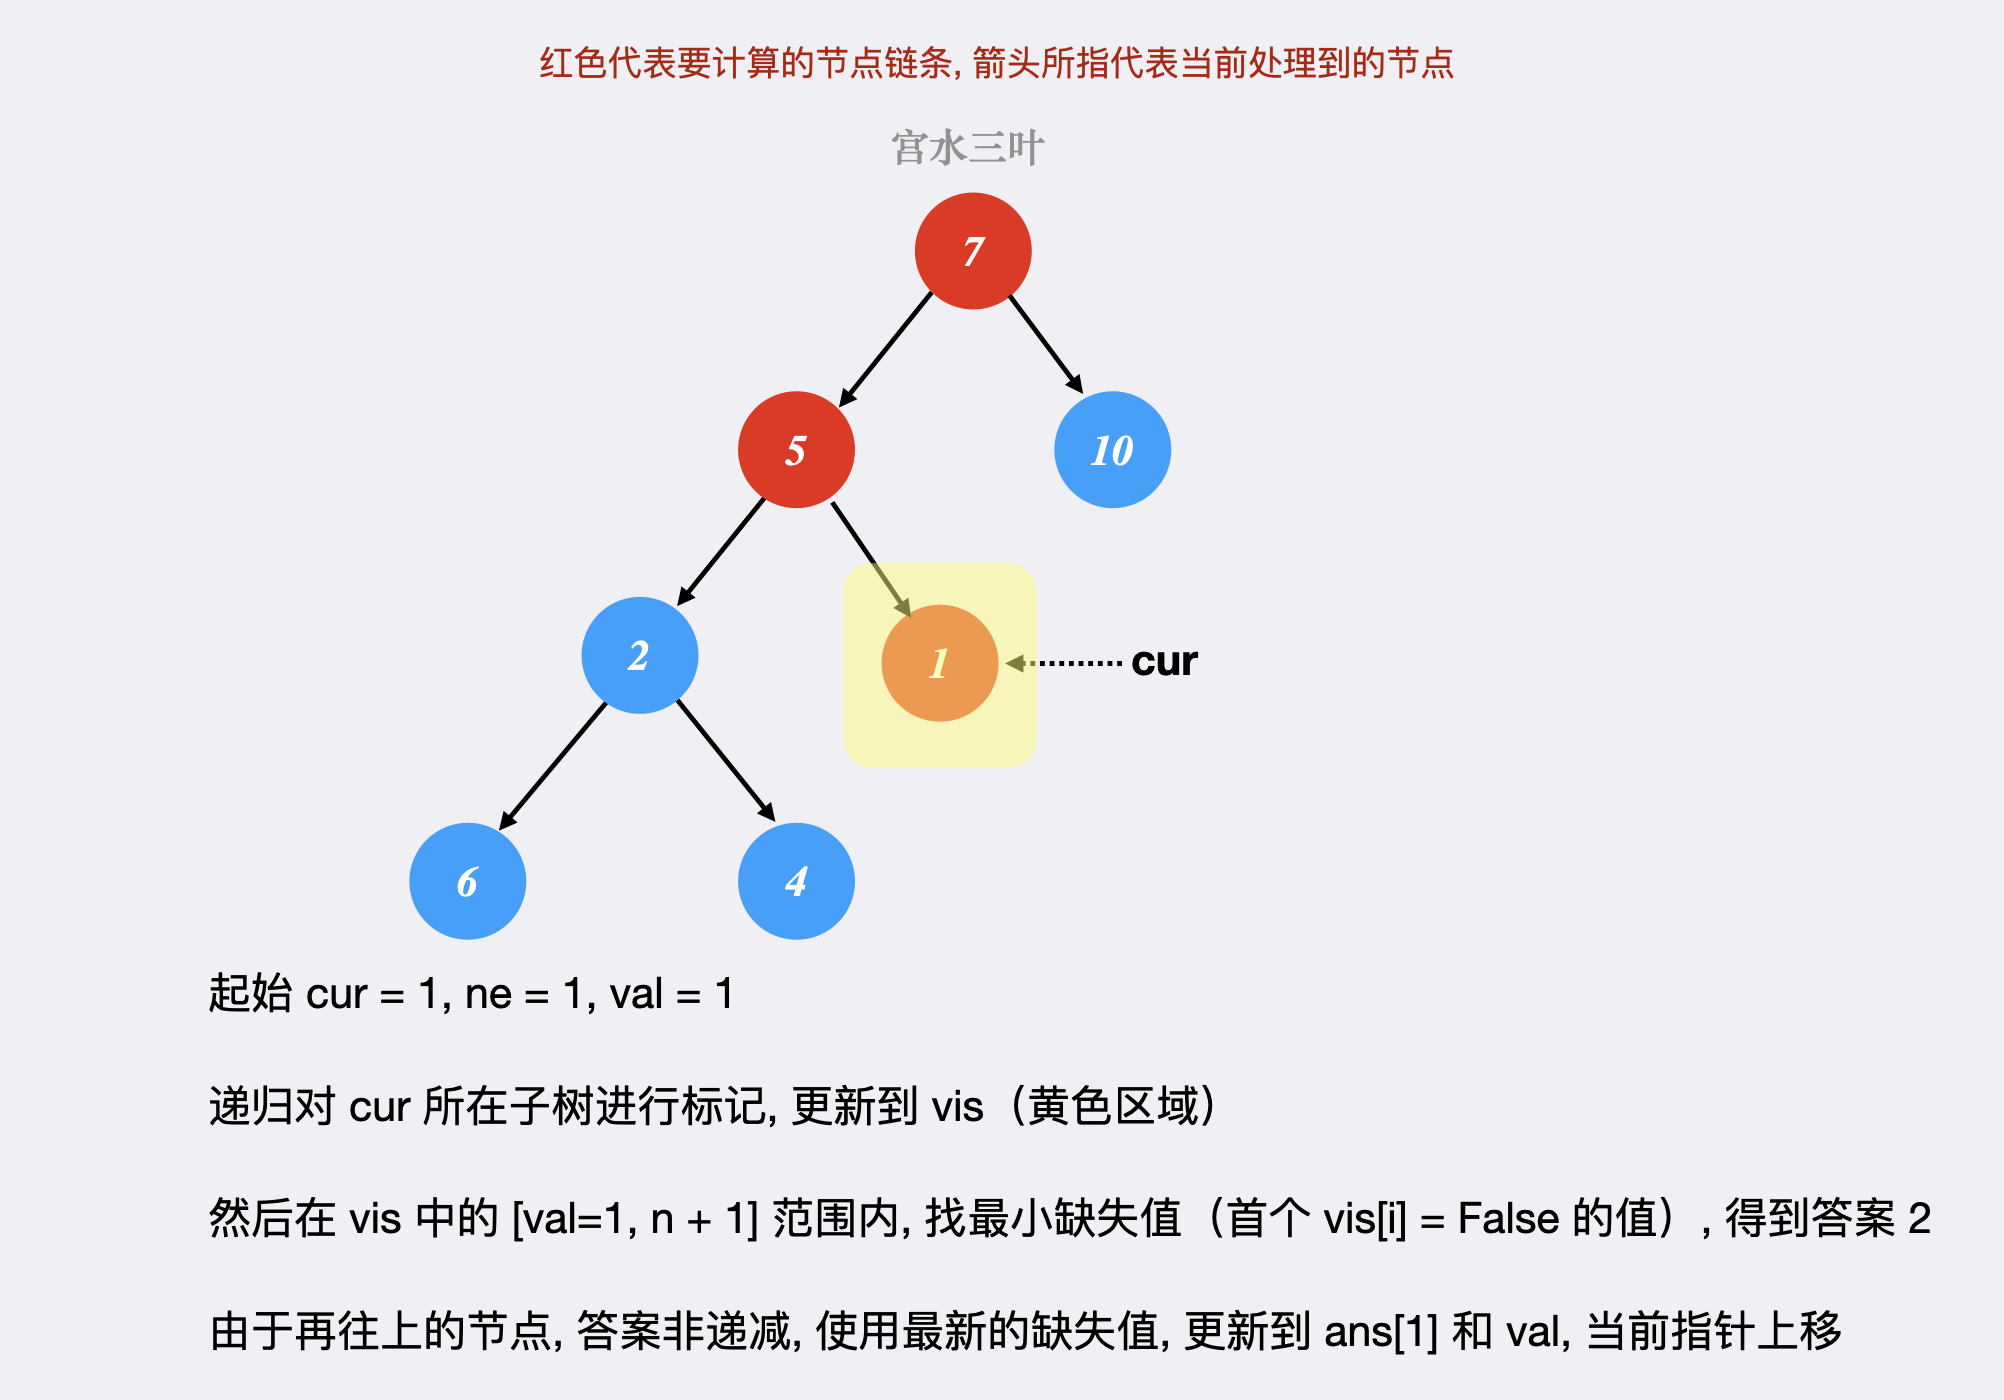 红色代表要计算的节点链条, 箭头所指代表当前处理到的节点
宫水三叶
7
5
10
2
1
cur
6
4
起始 cur = 1, ne = 1, val = 1
递归对 cur 所在子树进行标记, 更新到 vis（黄色区域）
然后在 vis 中的 [val=1, n + 1] 范围内, 找最小缺失值（首个 vis[i] = False 的值）, 得到答案 2
由于再往上的节点, 答案非递减, 使用最新的缺失值, 更新到 ans[1] 和 val, 当前指针上移